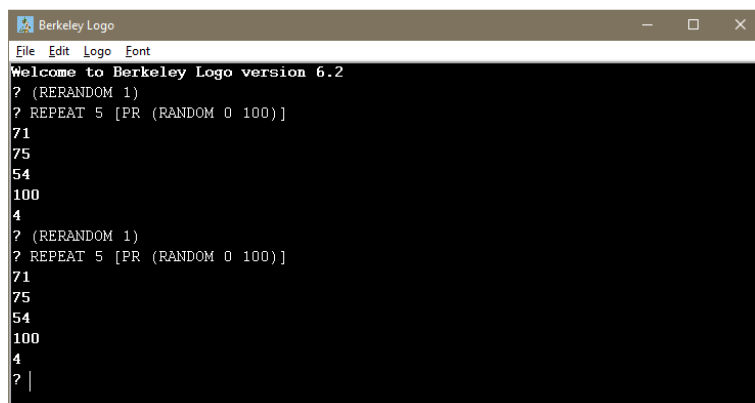 Berkeley Logo
File Edit Logo Font
Welcome to Berkeley Logo version 6.2
? (RERANDOM 1)
? REPEAT 5 [PR (RANDOM 0 100)]
71
75
54
100
4
? (RERANDOM 1)
? REPEAT 5 [PR (RANDOM 0 100)]
71
75
54
100
4
?